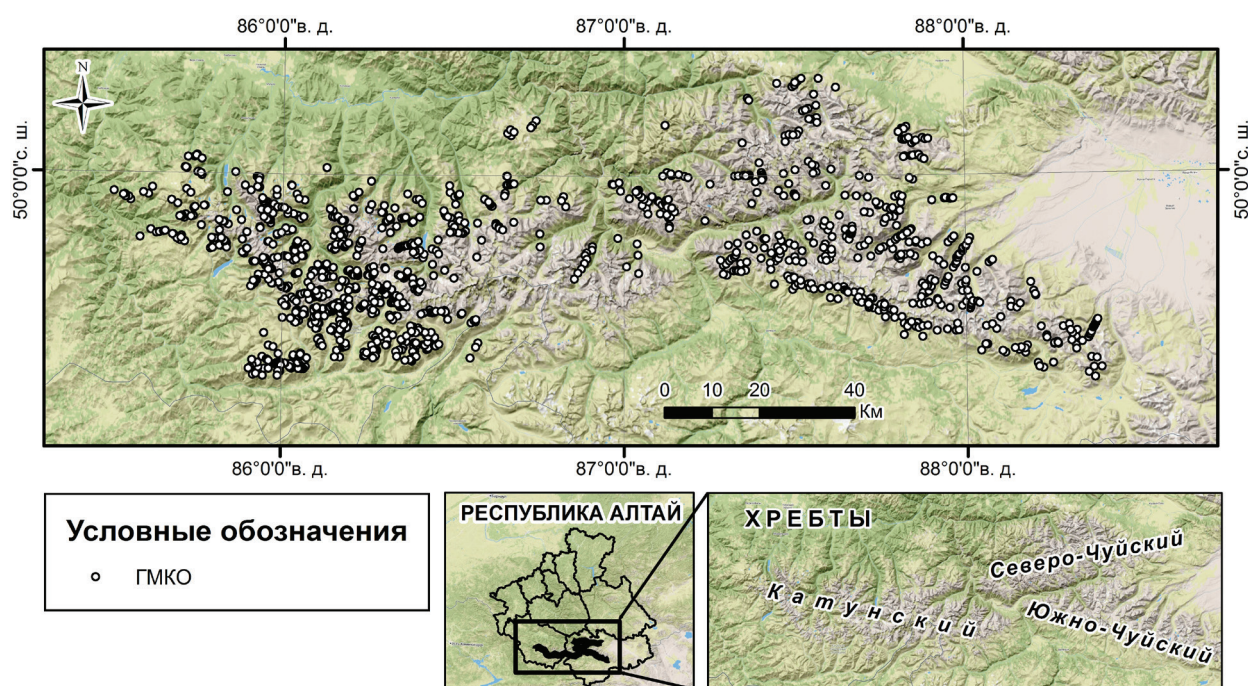 86°0'0"в. д.
87°0'0"в. д.
88°0'0"в. д.
N
50°0'0"с. ш.
50°0'0"с. ш.
0 10 20 40
Км
86°0'0"в. д.
87°0'0"в. д.
88°0'0"в. д.
Условные обозначения
ГМКО
РЕСПУБЛИКА АЛТАЙ
ХРЕБТЫ
Северо-Чуйский
Катунский
Южно-Чуйский